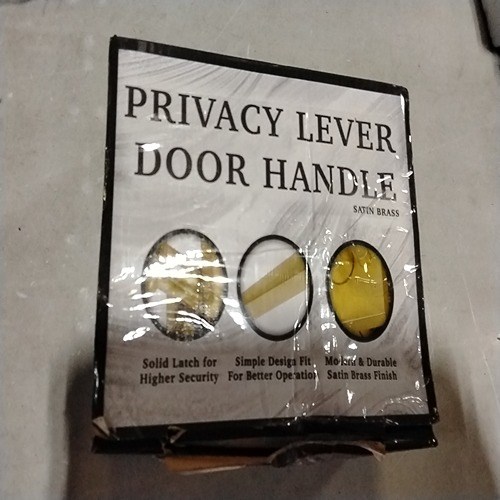 PRIVACY LEVER
DOOR HANDLE
SATIN BRASS
Solid Latch for
Higher Security
Simple Design Fit
For Better Operation
Modern & Durable
Satin Brass Finish